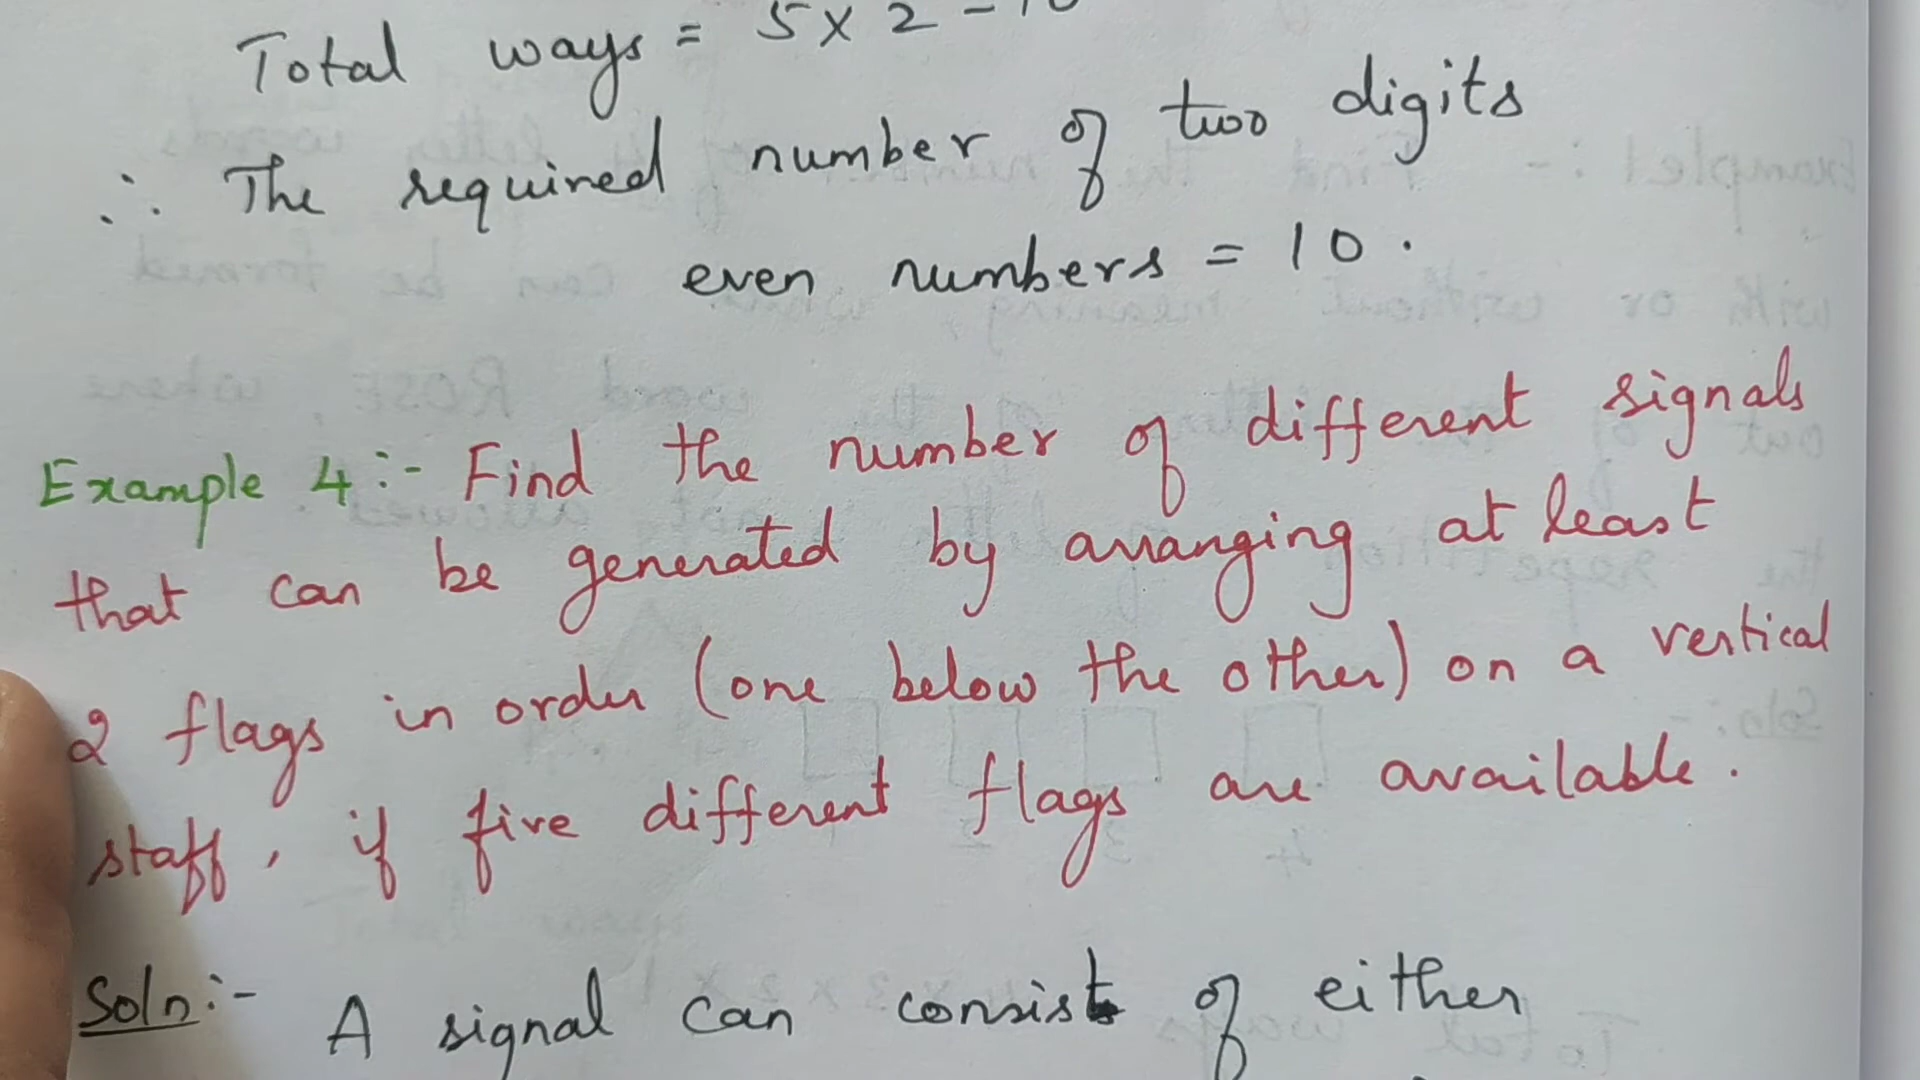 Total ways = 5 x 2 = 10
∴ The required number of two digits
even numbers = 10.
Example 4:- Find the number of different signals
that can be generated by arranging at least
2 flags in order (one below the other) on a vertical
staff, if five different flags are available.
Soln:- A signal can consist of either